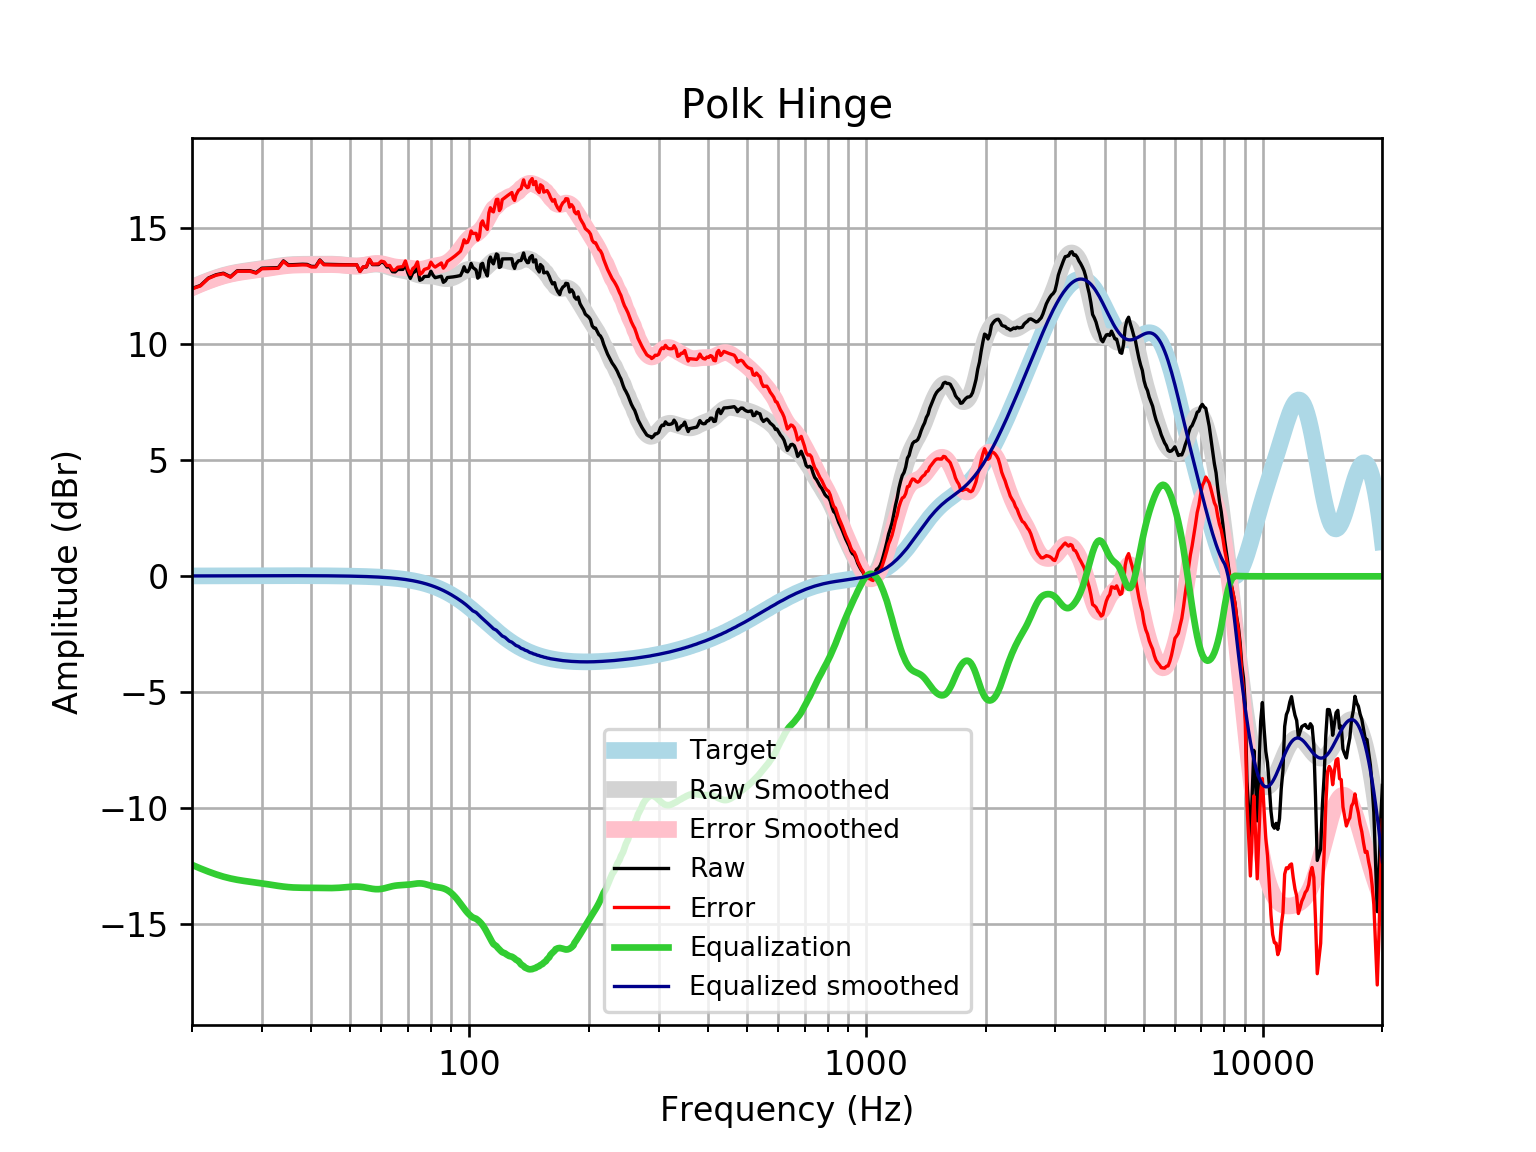 Polk Hinge
Amplitude (dBr)
15
10
5
0
−5
−10
−15
Target
Raw Smoothed
Error Smoothed
Raw
Error
Equalization
Equalized smoothed
100
1000
10000
Frequency (Hz)